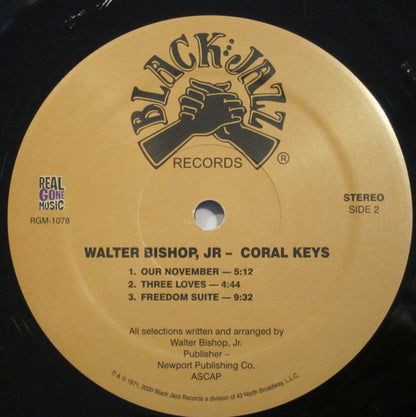 BLACK JAZZ
RECORDS
®
REAL
GONE
MUSIC
RGM-1078
STEREO
SIDE 2
WALTER BISHOP, JR – CORAL KEYS
1. OUR NOVEMBER — 5:12
2. THREE LOVES — 4:44
3. FREEDOM SUITE — 9:32
All selections written and arranged by
Walter Bishop, Jr.
Publisher –
Newport Publishing Co.
ASCAP
℗ & © 1971, 2020 Black Jazz Records a division of 43 North Broadway, L.L.C.